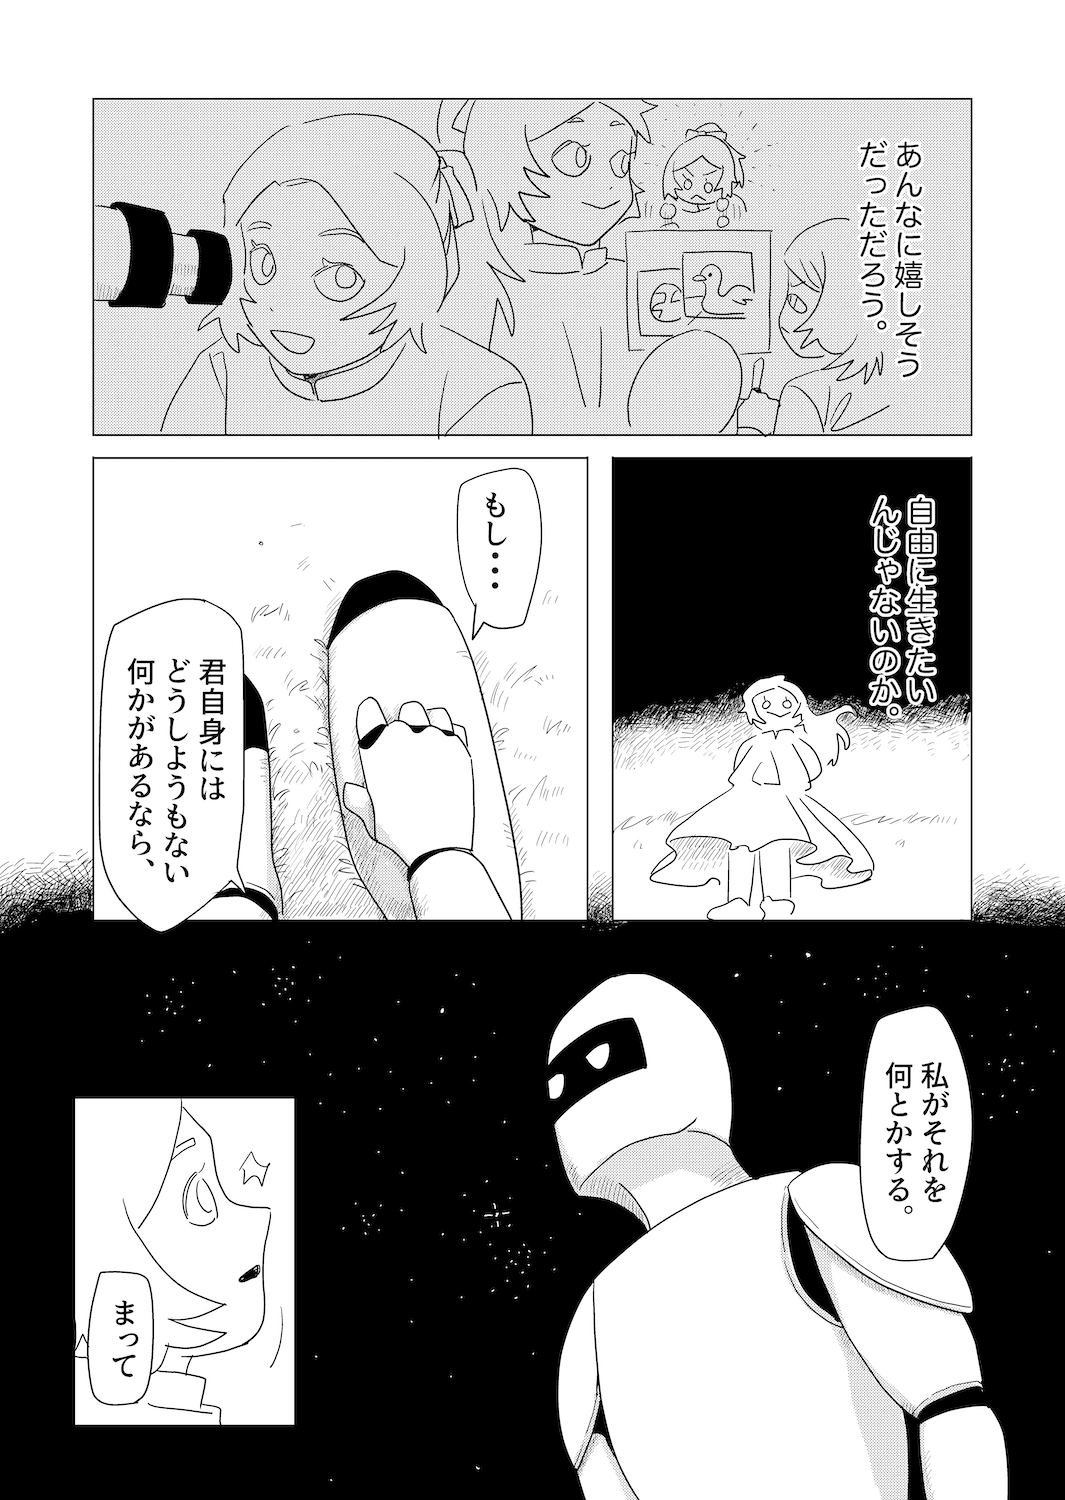 あんなに嬉しそう
だっただろう。
自由に生きたい
んじゃないのか。
もし・・・・
君自身には
どうしようもない
何かがあるなら、
私がそれを
何とかする。
まって